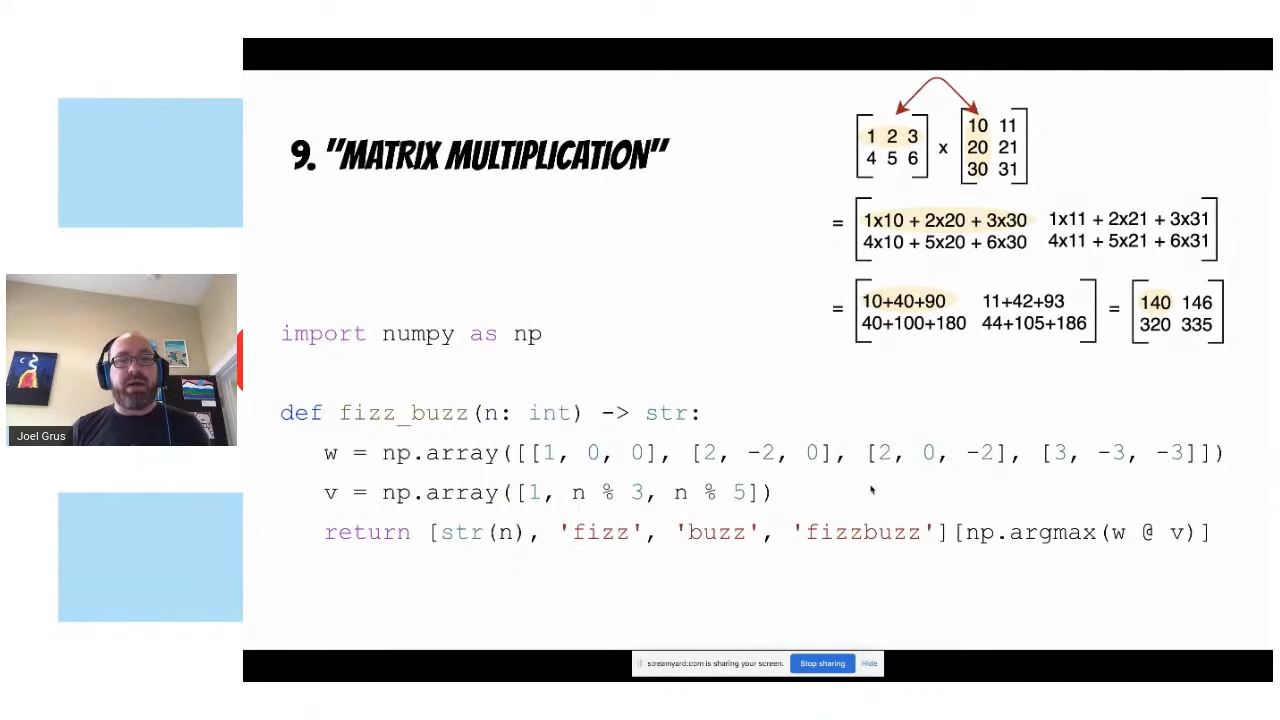 9. "MATRIX MULTIPLICATION"
1 2 3
4 5 6
x
10 11
20 21
30 31
= 1x10 + 2x20 + 3x30 1x11 + 2x21 + 3x31
4x10 + 5x20 + 6x30 4x11 + 5x21 + 6x31
= 10+40+90 11+42+93 = 140 146
40+100+180 44+105+186 320 335
import numpy as np
def fizz_buzz(n: int) -> str:
w = np.array([[1, 0, 0], [2, -2, 0], [2, 0, -2], [3, -3, -3]])
v = np.array([1, n % 3, n % 5])
return [str(n), 'fizz', 'buzz', 'fizzbuzz'][np.argmax(w @ v)]
Joel Grus
streamyard.com is sharing your screen. Stop sharing Hide